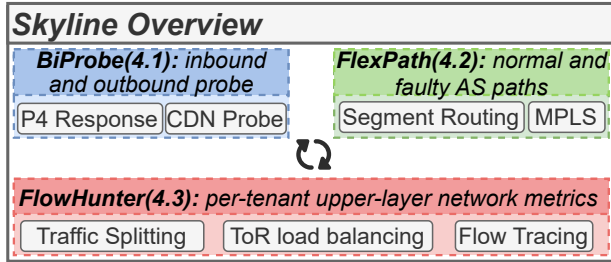 Skyline Overview
BiProbe(4.1): inbound
and outbound probe
P4 Response CDN Probe
FlexPath(4.2): normal and
faulty AS paths
Segment Routing MPLS
FlowHunter(4.3): per-tenant upper-layer network metrics
Traffic Splitting ToR load balancing Flow Tracing